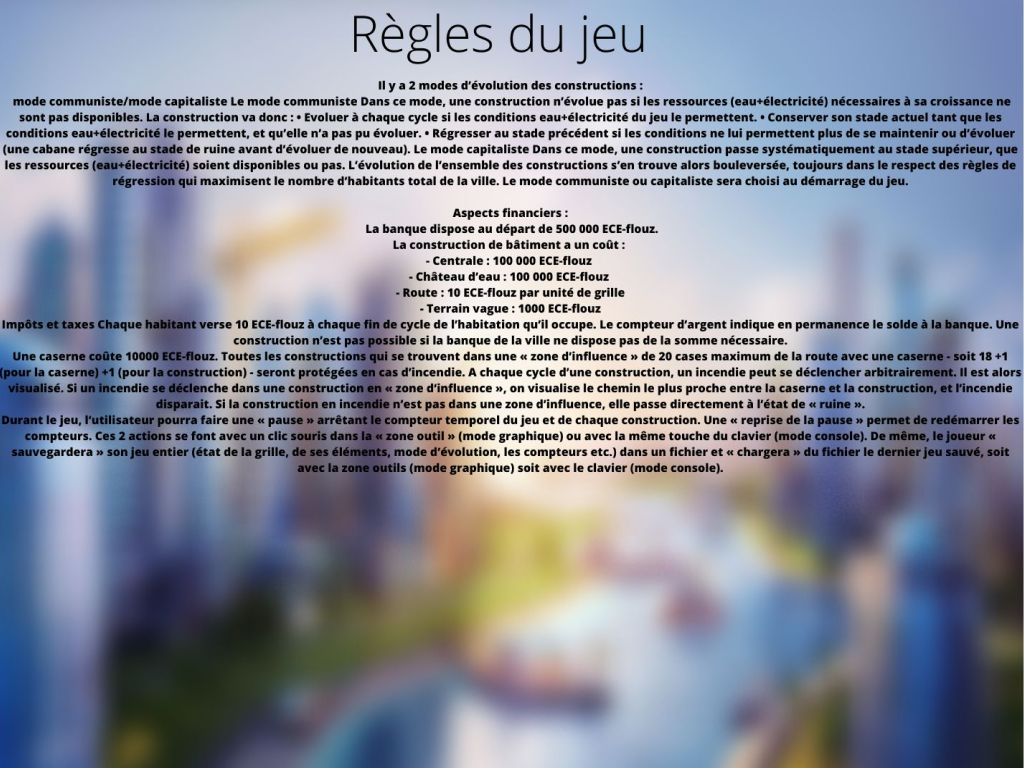 Règles du jeu
Il y a 2 modes d’évolution des constructions :
mode communiste/mode capitaliste Le mode communiste Dans ce mode, une construction n’évolue pas si les ressources (eau+électricité) nécessaires à sa croissance ne
sont pas disponibles. La construction va donc : • Evoluer à chaque cycle si les conditions eau+électricité du jeu le permettent. • Conserver son stade actuel tant que les
conditions eau+électricité le permettent, et qu’elle n’a pas pu évoluer. • Régresser au stade précédent si les conditions ne lui permettent plus de se maintenir ou d’évoluer
(une cabane régresse au stade de ruine avant d’évoluer de nouveau). Le mode capitaliste Dans ce mode, une construction passe systématiquement au stade supérieur, que
les ressources (eau+électricité) soient disponibles ou pas. L’évolution de l’ensemble des constructions s’en trouve alors bouleversée, toujours dans le respect des règles de
régression qui maximisent le nombre d’habitants total de la ville. Le mode communiste ou capitaliste sera choisi au démarrage du jeu.
Aspects financiers :
La banque dispose au départ de 500 000 ECE-flouz.
La construction de bâtiment a un coût :
- Centrale : 100 000 ECE-flouz
- Château d’eau : 100 000 ECE-flouz
- Route : 10 ECE-flouz par unité de grille
- Terrain vague : 1000 ECE-flouz
Impôts et taxes Chaque habitant verse 10 ECE-flouz à chaque fin de cycle de l’habitation qu’il occupe. Le compteur d’argent indique en permanence le solde à la banque. Une
construction n’est pas possible si la banque de la ville ne dispose pas de la somme nécessaire.
Une caserne coûte 10000 ECE-flouz. Toutes les constructions qui se trouvent dans une « zone d’influence » de 20 cases maximum de la route avec une caserne - soit 18 +1
(pour la caserne) +1 (pour la construction) - seront protégées en cas d’incendie. A chaque cycle d’une construction, un incendie peut se déclencher arbitrairement. Il est alors
visualisé. Si un incendie se déclenche dans une construction en « zone d’influence », on visualise le chemin le plus proche entre la caserne et la construction, et l’incendie
disparait. Si la construction en incendie n’est pas dans une zone d’influence, elle passe directement à l’état de « ruine ».
Durant le jeu, l’utilisateur pourra faire une « pause » arrêtant le compteur temporel du jeu et de chaque construction. Une « reprise de la pause » permet de redémarrer les
compteurs. Ces 2 actions se font avec un clic souris dans la « zone outil » (mode graphique) ou avec la même touche du clavier (mode console). De même, le joueur «
sauvegardera » son jeu entier (état de la grille, de ses éléments, mode d’évolution, les compteurs etc.) dans un fichier et « chargera » du fichier le dernier jeu sauvé, soit
avec la zone outils (mode graphique) soit avec le clavier (mode console).